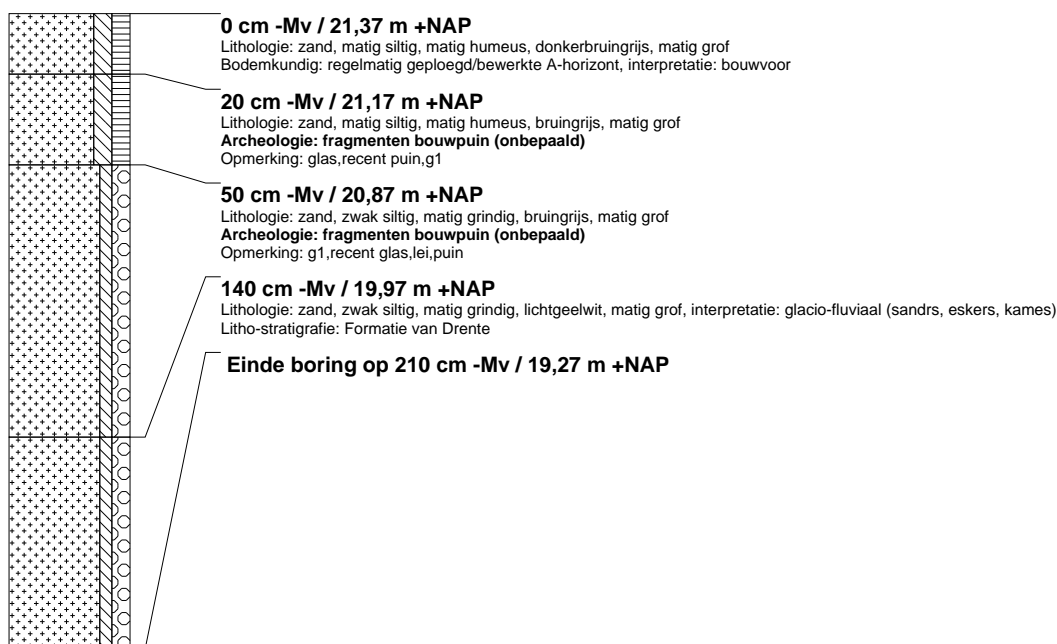 0 cm -Mv / 21,37 m +NAP
Lithologie: zand, matig siltig, matig humeus, donkerbruingrijs, matig grof
Bodemkundig: regelmatig geploegd/bewerkte A-horizont, interpretatie: bouwvoor
20 cm -Mv / 21,17 m +NAP
Lithologie: zand, matig siltig, matig humeus, bruingrijs, matig grof
Archeologie: fragmenten bouwpuin (onbepaald)
Opmerking: glas,recent puin,g1
50 cm -Mv / 20,87 m +NAP
Lithologie: zand, zwak siltig, matig grindig, bruingrijs, matig grof
Archeologie: fragmenten bouwpuin (onbepaald)
Opmerking: g1,recent glas,lei,puin
140 cm -Mv / 19,97 m +NAP
Lithologie: zand, zwak siltig, matig grindig, lichtgeelwit, matig grof, interpretatie: glacio-fluviaal (sandrs, eskers, kames)
Litho-stratigrafie: Formatie van Drente
Einde boring op 210 cm -Mv / 19,27 m +NAP